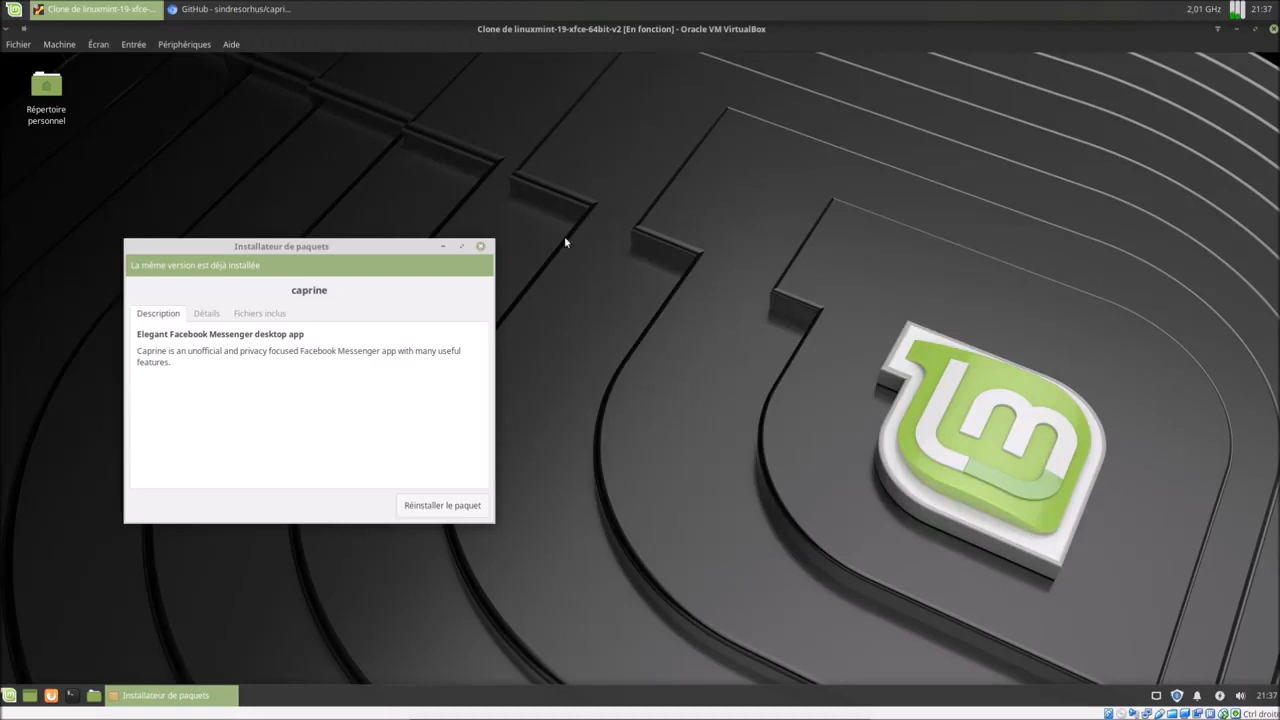 Clone de linuxmint-19-xfce-...
GitHub - sindresorhus/capri...
2,01 GHz
21:37
Clone de linuxmint-19-xfce-64bit-v2 [En fonction] - Oracle VM VirtualBox
Fichier Machine Écran Entrée Périphériques Aide
Répertoire
personnel
Installateur de paquets
La même version est déjà installée
caprine
Description Détails Fichiers inclus
Elegant Facebook Messenger desktop app
Caprine is an unofficial and privacy focused Facebook Messenger app with many useful
features.
Réinstaller le paquet
Installateur de paquets
21:37
Ctrl droite